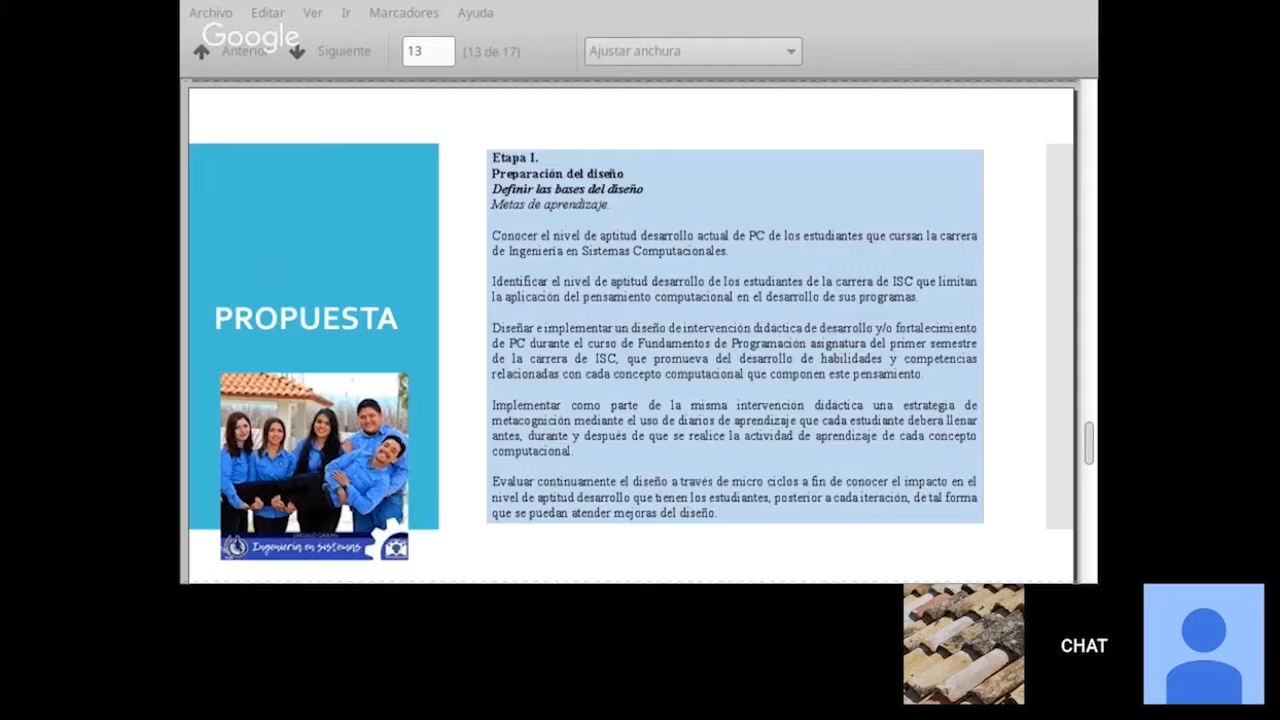 Archivo Editar Ver Ir Marcadores Ayuda
Google
Anterior Siguiente 13 (13 de 17) Ajustar anchura
PROPUESTA
Ingeniería en sistemas
Etapa I.
Preparación del diseño
Definir las bases del diseño
Metas de aprendizaje.
Conocer el nivel de aptitud desarrollo actual de PC de los estudiantes que cursan la carrera
de Ingeniería en Sistemas Computacionales.
Identificar el nivel de aptitud desarrollo de los estudiantes de la carrera de ISC que limitan
la aplicación del pensamiento computacional en el desarrollo de sus programas.
Diseñar e implementar un diseño de intervención didáctica de desarrollo y/o fortalecimiento
de PC durante el curso de Fundamentos de Programación asignatura del primer semestre
de la carrera de ISC, que promueva del desarrollo de habilidades y competencias
relacionadas con cada concepto computacional que componen este pensamiento.
Implementar como parte de la misma intervención didáctica una estrategia de
metacognición mediante el uso de diarios de aprendizaje que cada estudiante deberá llenar
antes, durante y después de que se realice la actividad de aprendizaje de cada concepto
computacional.
Evaluar continuamente el diseño a través de micro ciclos a fin de conocer el impacto en el
nivel de aptitud desarrollo que tienen los estudiantes, posterior a cada iteración, de tal forma
que se puedan atender mejoras del diseño.
CHAT